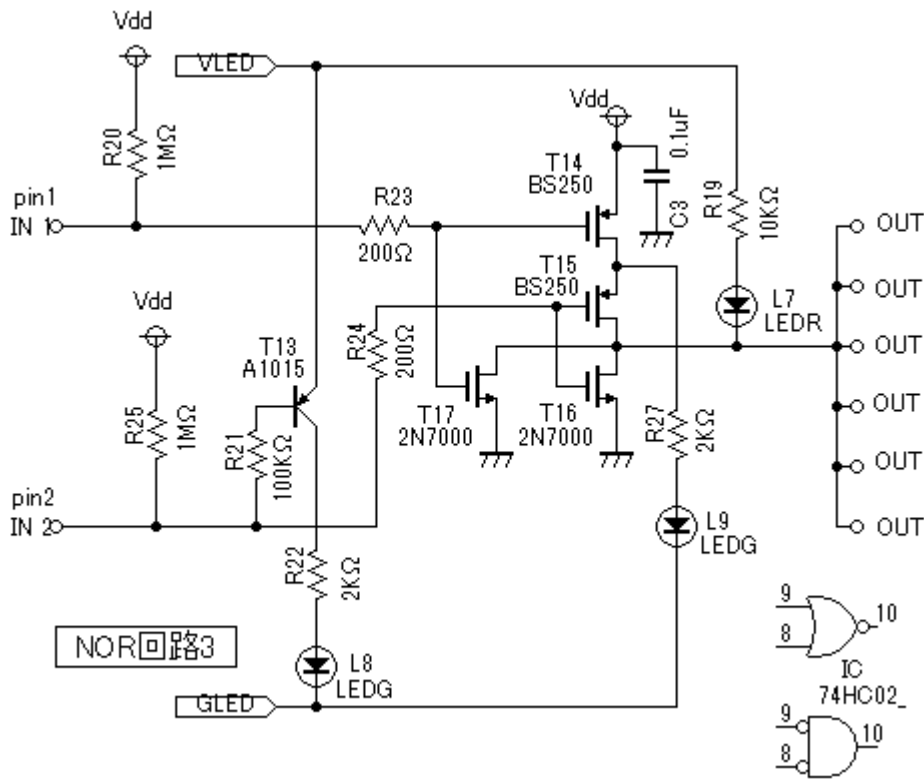 Vdd
VLED
R20
1MΩ
Vdd
0.1uF
C3
T14
BS250
R19
10KΩ
pin1
IN 1
R23
200Ω
OUT
T15
BS250
OUT
L7
LEDR
Vdd
R24
200Ω
T13
A1015
OUT
R25
1MΩ
R21
100KΩ
T17
2N7000
T16
2N7000
R27
2KΩ
OUT
OUT
pin2
IN 2
L9
LEDG
OUT
R22
2KΩ
9
8
10
NOR回路3
L8
LEDG
IC
74HC02_
GLED
9
8
10